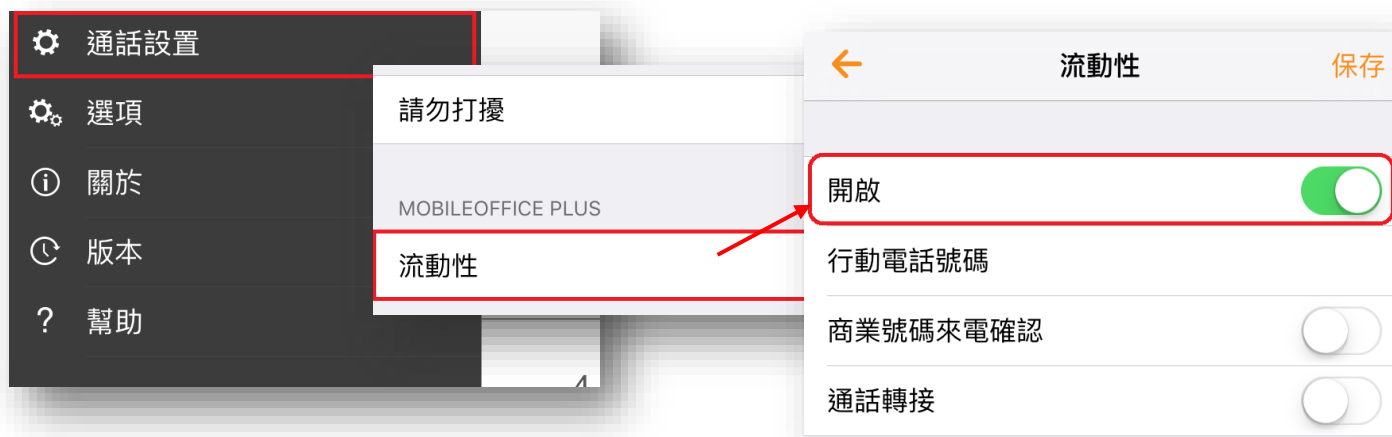 通話設置
選項
關於
版本
幫助
請勿打擾
MOBILEOFFICE PLUS
流動性
流動性
保存
開啟
行動電話號碼
商業號碼來電確認
通話轉接